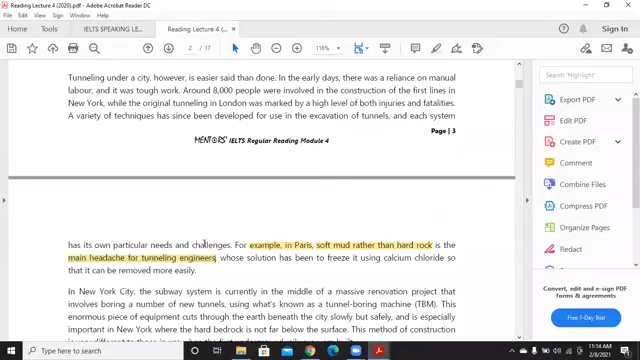 Reading Lecture 4 (2020).pdf - Adobe Acrobat Reader DC
File Edit View Sign Window Help
Home Tools IELTS SPEAKING LE... Reading Lecture 4 (... × Sign In
2 / 17 116%
Tunneling under a city, however, is easier said than done. In the early days, there was a reliance on manual
labour, and it was tough work. Around 8,000 people were involved in the construction of the first lines in
New York, while the original tunneling in London was marked by a high level of both injuries and fatalities.
A variety of techniques has since been developed for use in the excavation of tunnels, and each system
Page | 3
MENTORS' IELTS Regular Reading Module 4
has its own particular needs and challenges. For example, in Paris, soft mud rather than hard rock is the
main headache for tunneling engineers, whose solution has been to freeze it using calcium chloride so
that it can be removed more easily.
In New York City, the subway system is currently in the middle of a massive renovation project that
involves boring a number of new tunnels, using what's known as a tunnel-boring machine (TBM). This
enormous piece of equipment cuts through the earth beneath the city slowly but safely, and is especially
important in New York where the hard bedrock is not far below the surface. This method of construction
Search 'Highlight'
Export PDF
Edit PDF
Create PDF
Comment
Combine Files
Compress PDF
Organize Pages
Redact
Convert, edit and e-sign PDF
forms & agreements
Free 7-Day Trial
Type here to search
11:14 AM
2/8/2021